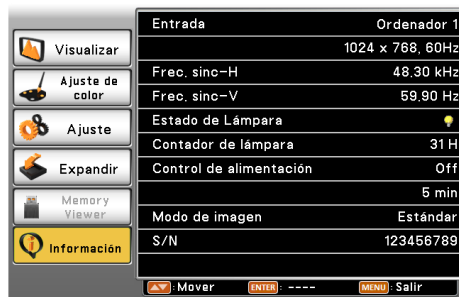 Visualizar
Ajuste de
color
Ajuste
Expandir
Memory
Viewer
Información
Entrada Ordenador 1
1024 x 768, 60Hz
Frec. sinc-H 48,30 kHz
Frec. sinc-V 59,90 Hz
Estado de Lámpara
Contador de lámpara 31 H
Control de alimentación Off
5 min
Modo de imagen Estándar
S/N 123456789
:Mover ENTER : ---- MENU : Salir